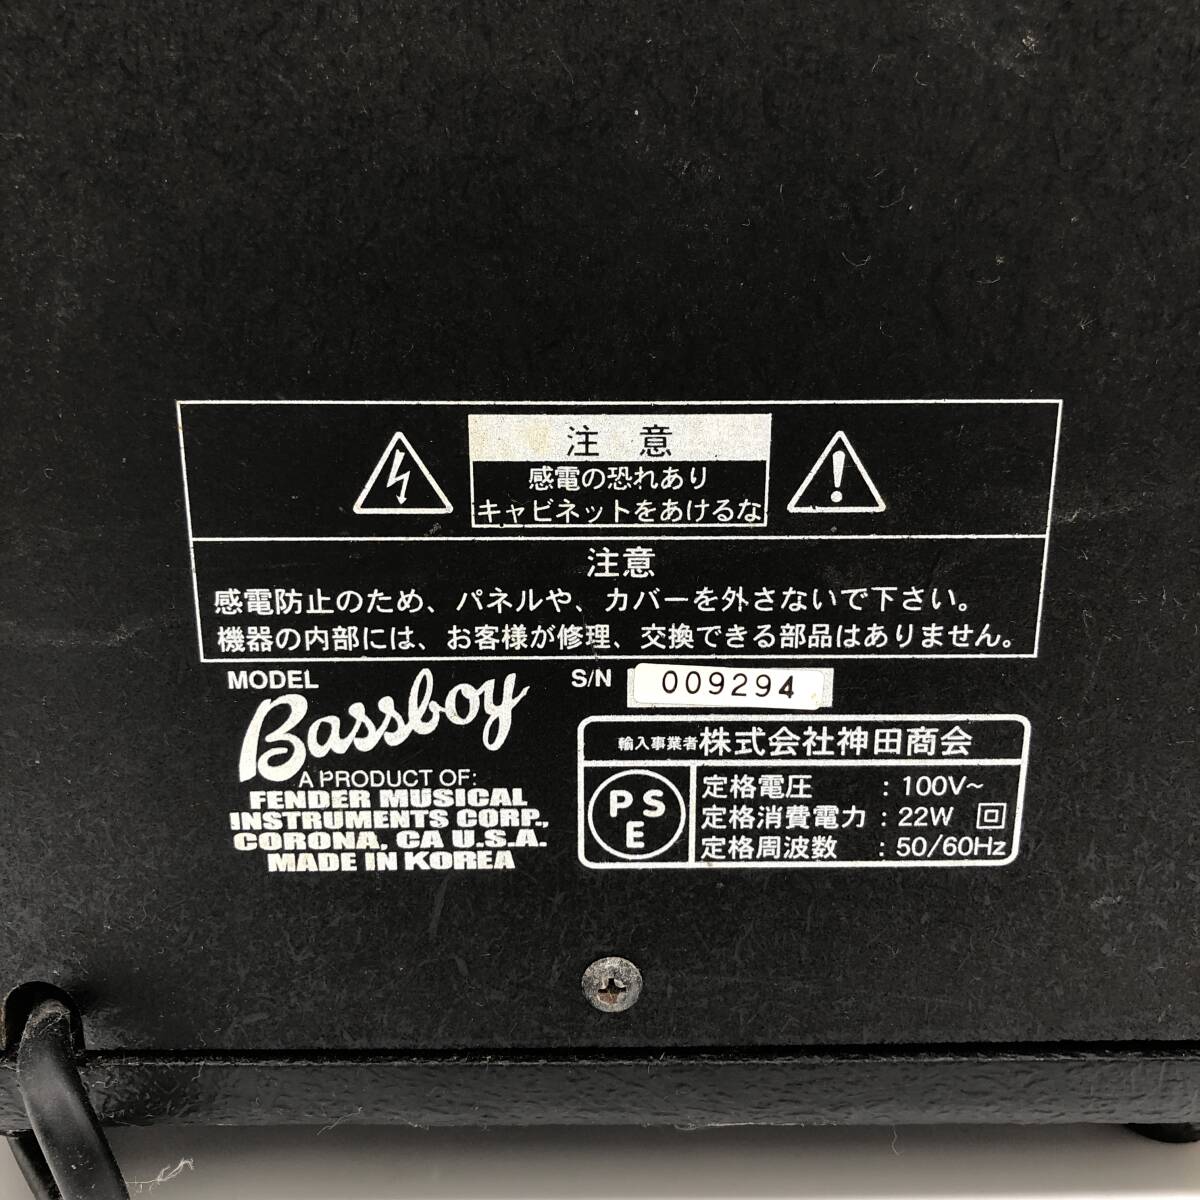 注 意
感電の恐れあり
キャビネットをあけるな
注意
感電防止のため、パネルや、カバーを外さないで下さい。
機器の内部には、お客様が修理、交換できる部品はありません。
MODEL
Bassboy
A PRODUCT OF:
FENDER MUSICAL
INSTRUMENTS CORP.,
CORONA, CA U.S.A.
MADE IN KOREA
S/N 009294
輸入事業者 株式会社神田商会
PS
E
定格電圧 : 100V~
定格消費電力 : 22W
定格周波数 : 50/60Hz